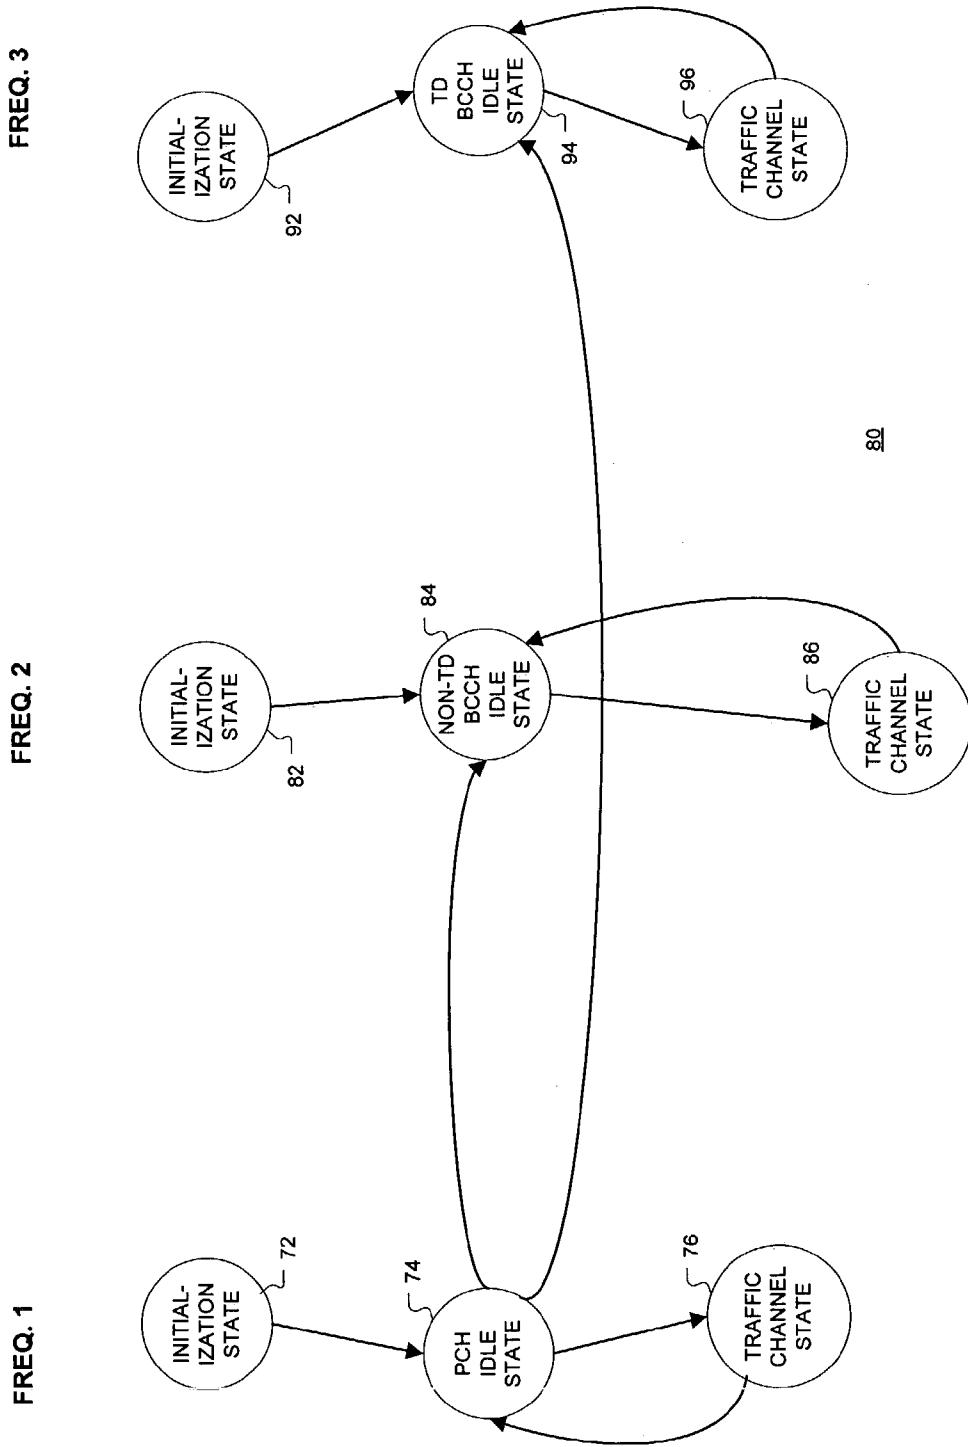 FREQ. 1
FREQ. 2
FREQ. 3
INITIAL-
IZATION
STATE
72
INITIAL-
IZATION
STATE
82
INITIAL-
IZATION
STATE
92
PCH
IDLE
STATE
74
NON-TD
BCCH
IDLE
STATE
84
TD
BCCH
IDLE
STATE
94
TRAFFIC
CHANNEL
STATE
76
TRAFFIC
CHANNEL
STATE
86
TRAFFIC
CHANNEL
STATE
96
80